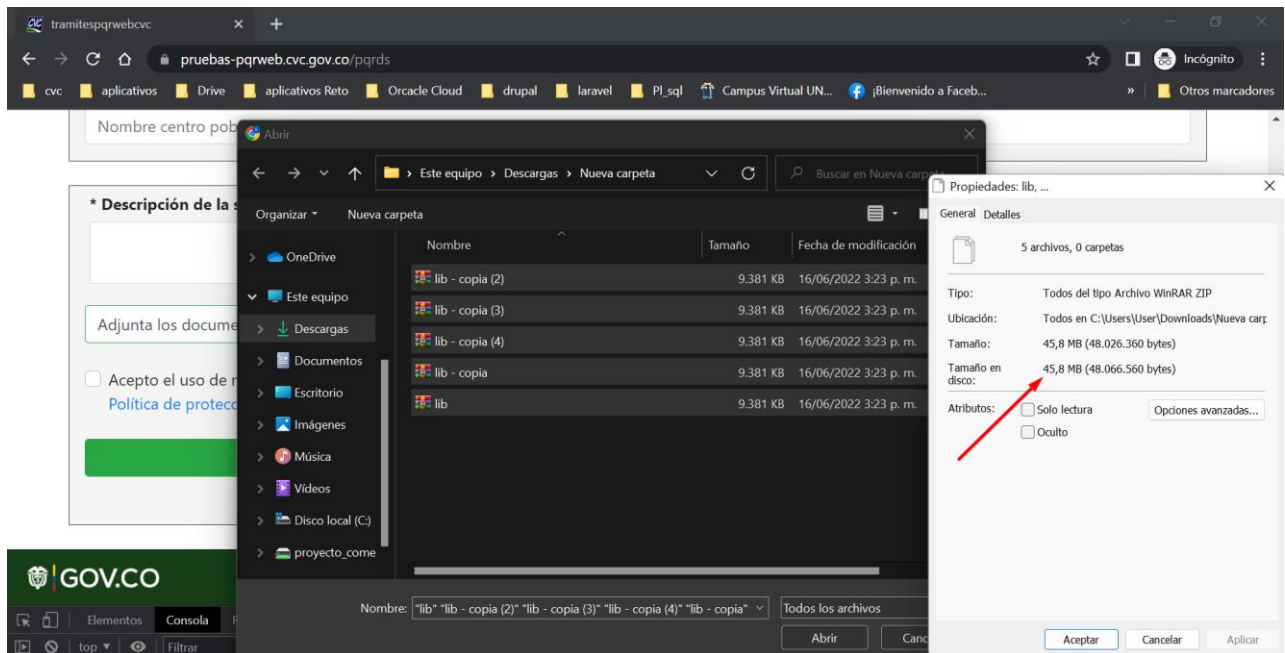 tramitespqrwebcvc
pruebas-pqrweb.cvc.gov.co/pqrds
Incógnito
cvc aplicativos Drive aplicativos Reto Orcacle Cloud drupal laravel Pl_sql Campus Virtual UN... ¡Bienvenido a Faceb... » Otros marcadores
Nombre centro pob
* Descripción de la s
Adjunta los docume
Acepto el uso de
Política de protecc
GOV.CO
Elementos Consola
top Filtrar
Abrir
Este equipo > Descargas > Nueva carpeta
Buscar en Nueva carpeta
Organizar Nueva carpeta
OneDrive
Este equipo
Descargas
Documentos
Escritorio
Imágenes
Música
Vídeos
Disco local (C:)
proyecto_come
Nombre Tamaño Fecha de modificación
lib - copia (2) 9.381 KB 16/06/2022 3:23 p. m.
lib - copia (3) 9.381 KB 16/06/2022 3:23 p. m.
lib - copia (4) 9.381 KB 16/06/2022 3:23 p. m.
lib - copia 9.381 KB 16/06/2022 3:23 p. m.
lib 9.381 KB 16/06/2022 3:23 p. m.
Nombre: "lib" "lib - copia (2)" "lib - copia (3)" "lib - copia (4)" "lib - copia" Todos los archivos
Abrir Canc
Propiedades: lib, ...
General Detalles
5 archivos, 0 carpetas
Tipo: Todos del tipo Archivo WinRAR ZIP
Ubicación: Todos en C:\Users\User\Downloads\Nueva carp
Tamaño: 45,8 MB (48.026.360 bytes)
Tamaño en disco: 45,8 MB (48.066.560 bytes)
Atributos: Solo lectura Opciones avanzadas...
Oculto
Aceptar Cancelar Aplicar